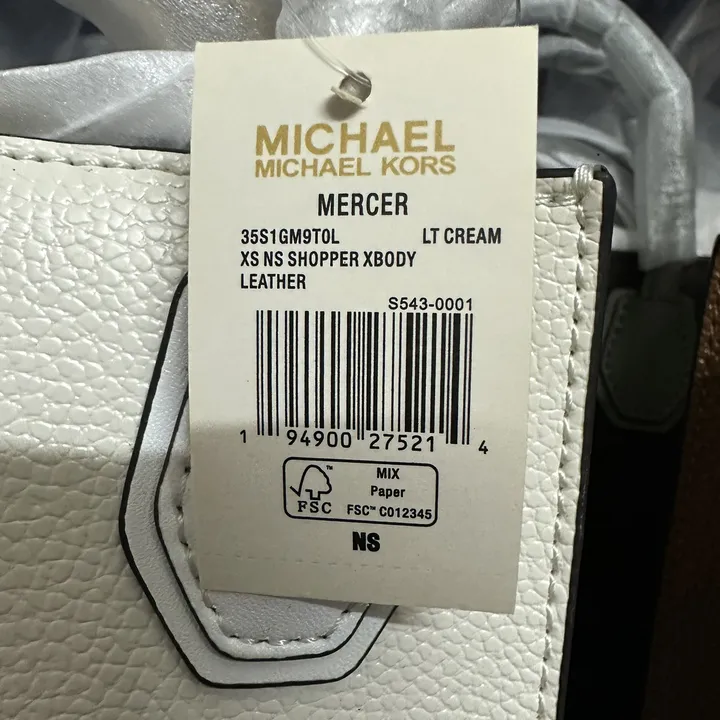 MICHAEL
MICHAEL KORS
MERCER
35S1GM9T0L LT CREAM
XS NS SHOPPER XBODY
LEATHER
S543-0001
1 94900 27521 4
FSC
MIX
Paper
FSC™ C012345
NS